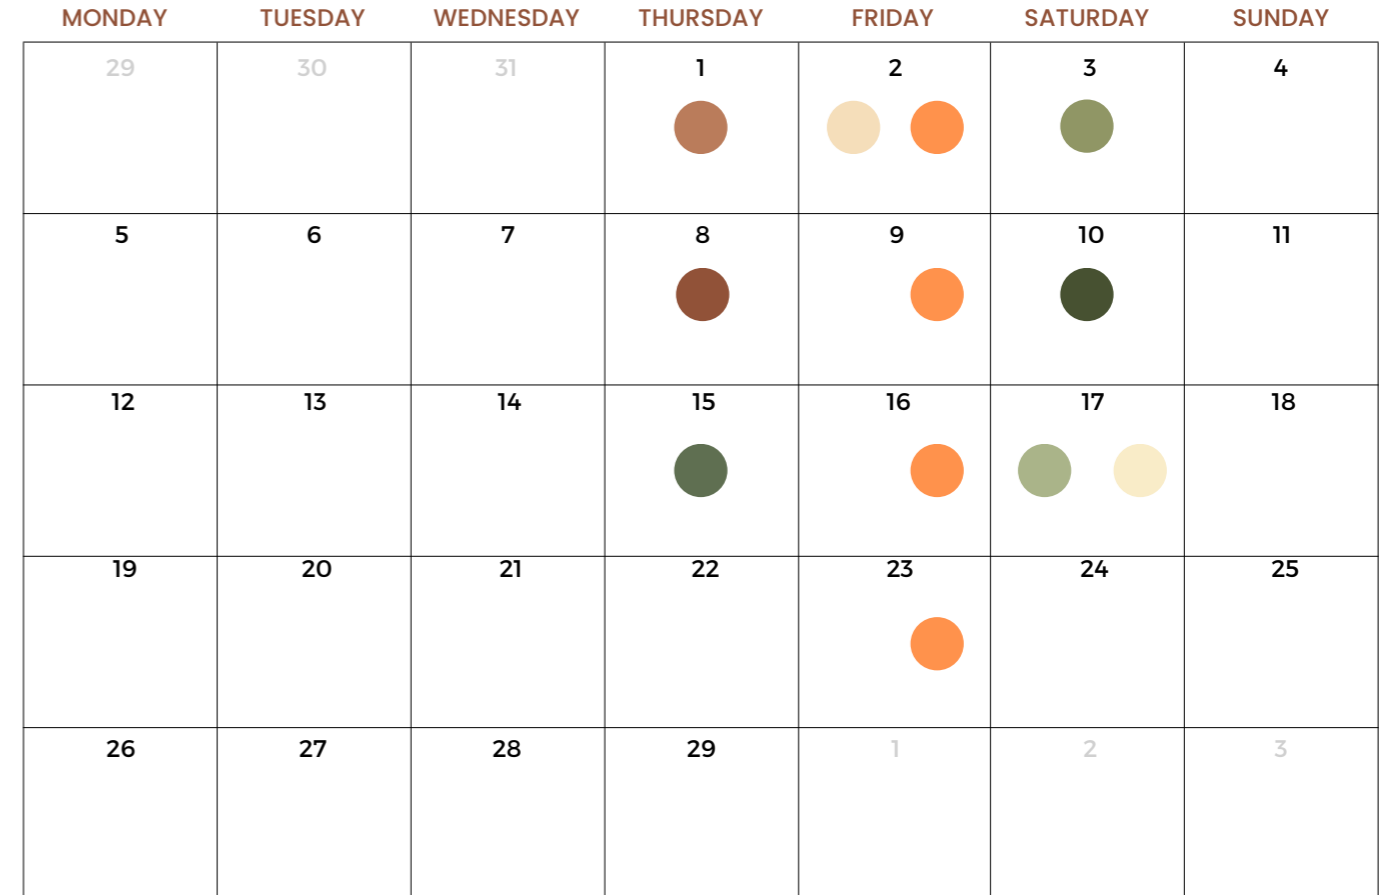 MONDAY TUESDAY WEDNESDAY THURSDAY FRIDAY SATURDAY SUNDAY
29 30 31 1 2 3 4
5 6 7 8 9 10 11
12 13 14 15 16 17 18
19 20 21 22 23 24 25
26 27 28 29 1 2 3